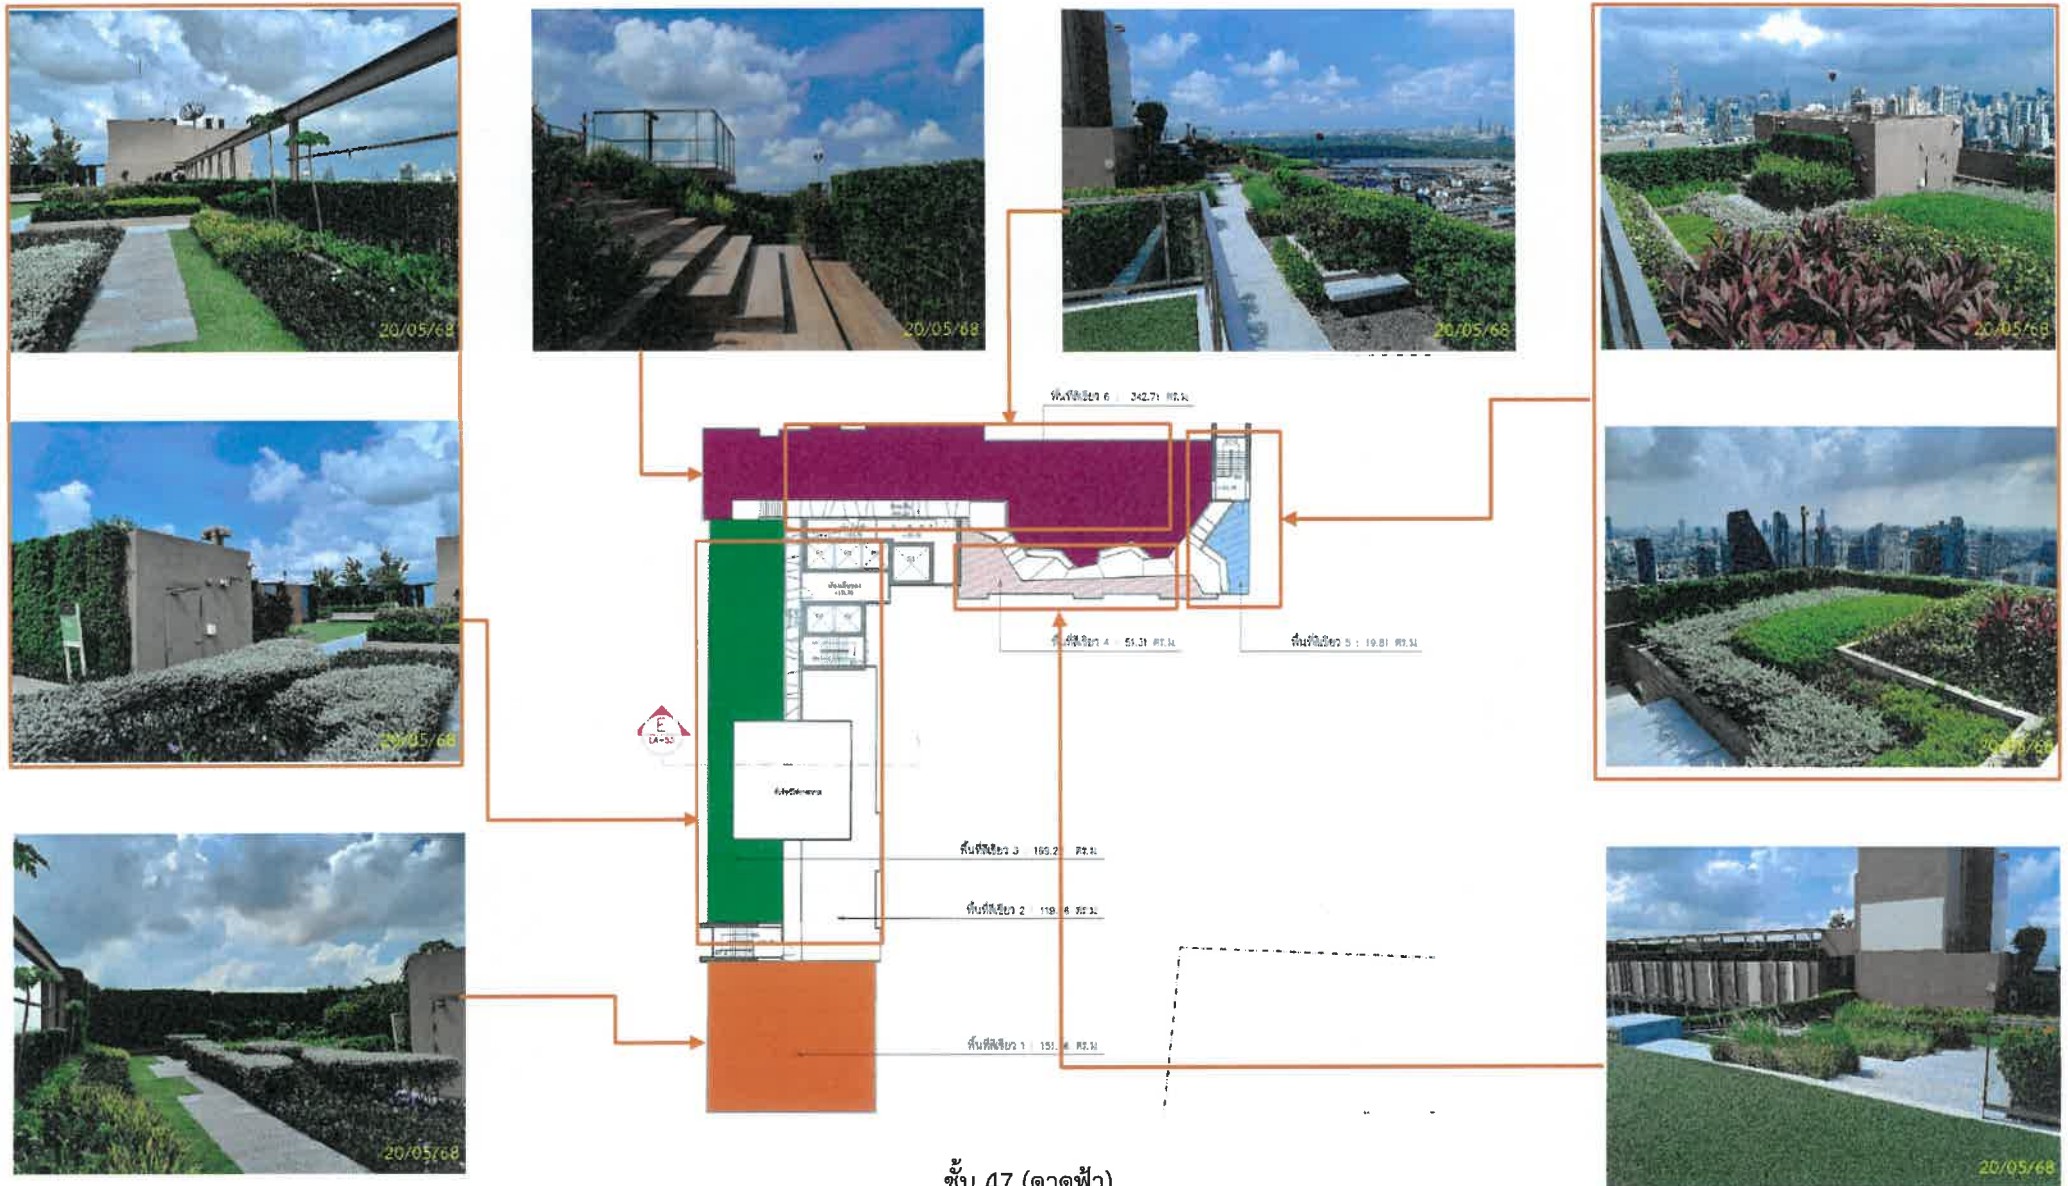 20/05/68
20/05/68
20/05/68
20/05/68
พื้นที่สีเขียว 6 : 342.71 ตร.ม.
20/05/68
20/05/68
พื้นที่สีเขียว 4 : 51.31 ตร.ม.
พื้นที่สีเขียว 5 : 19.81 ตร.ม.
E
LA-53
พื้นที่สีเขียว 3 : ตร.ม.
พื้นที่สีเขียว 2 : ตร.ม.
พื้นที่สีเขียว 1 : ตร.ม.
20/05/68
20/05/68
ชั้น 47 (ดาดฟ้า)